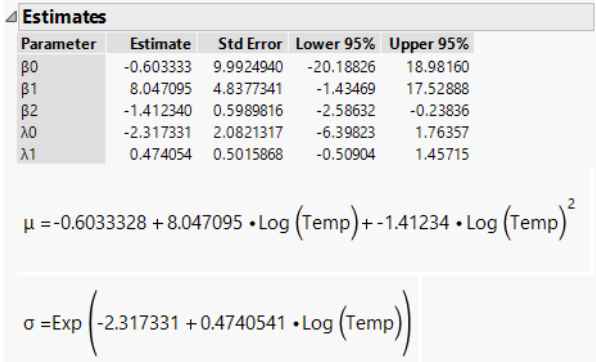 Estimates
Parameter Estimate Std Error Lower 95% Upper 95%
β0 -0.603333 9.9924940 -20.18826 18.98160
β1 8.047095 4.8377341 -1.43469 17.52888
β2 -1.412340 0.5989816 -2.58632 -0.23836
λ0 -2.317331 2.0821317 -6.39823 1.76357
λ1 0.474054 0.5015868 -0.50904 1.45715
μ =-0.6033328 + 8.047095 •Log (Temp)+ -1.41234 •Log (Temp)²
σ =Exp (-2.317331 + 0.4740541 •Log (Temp))